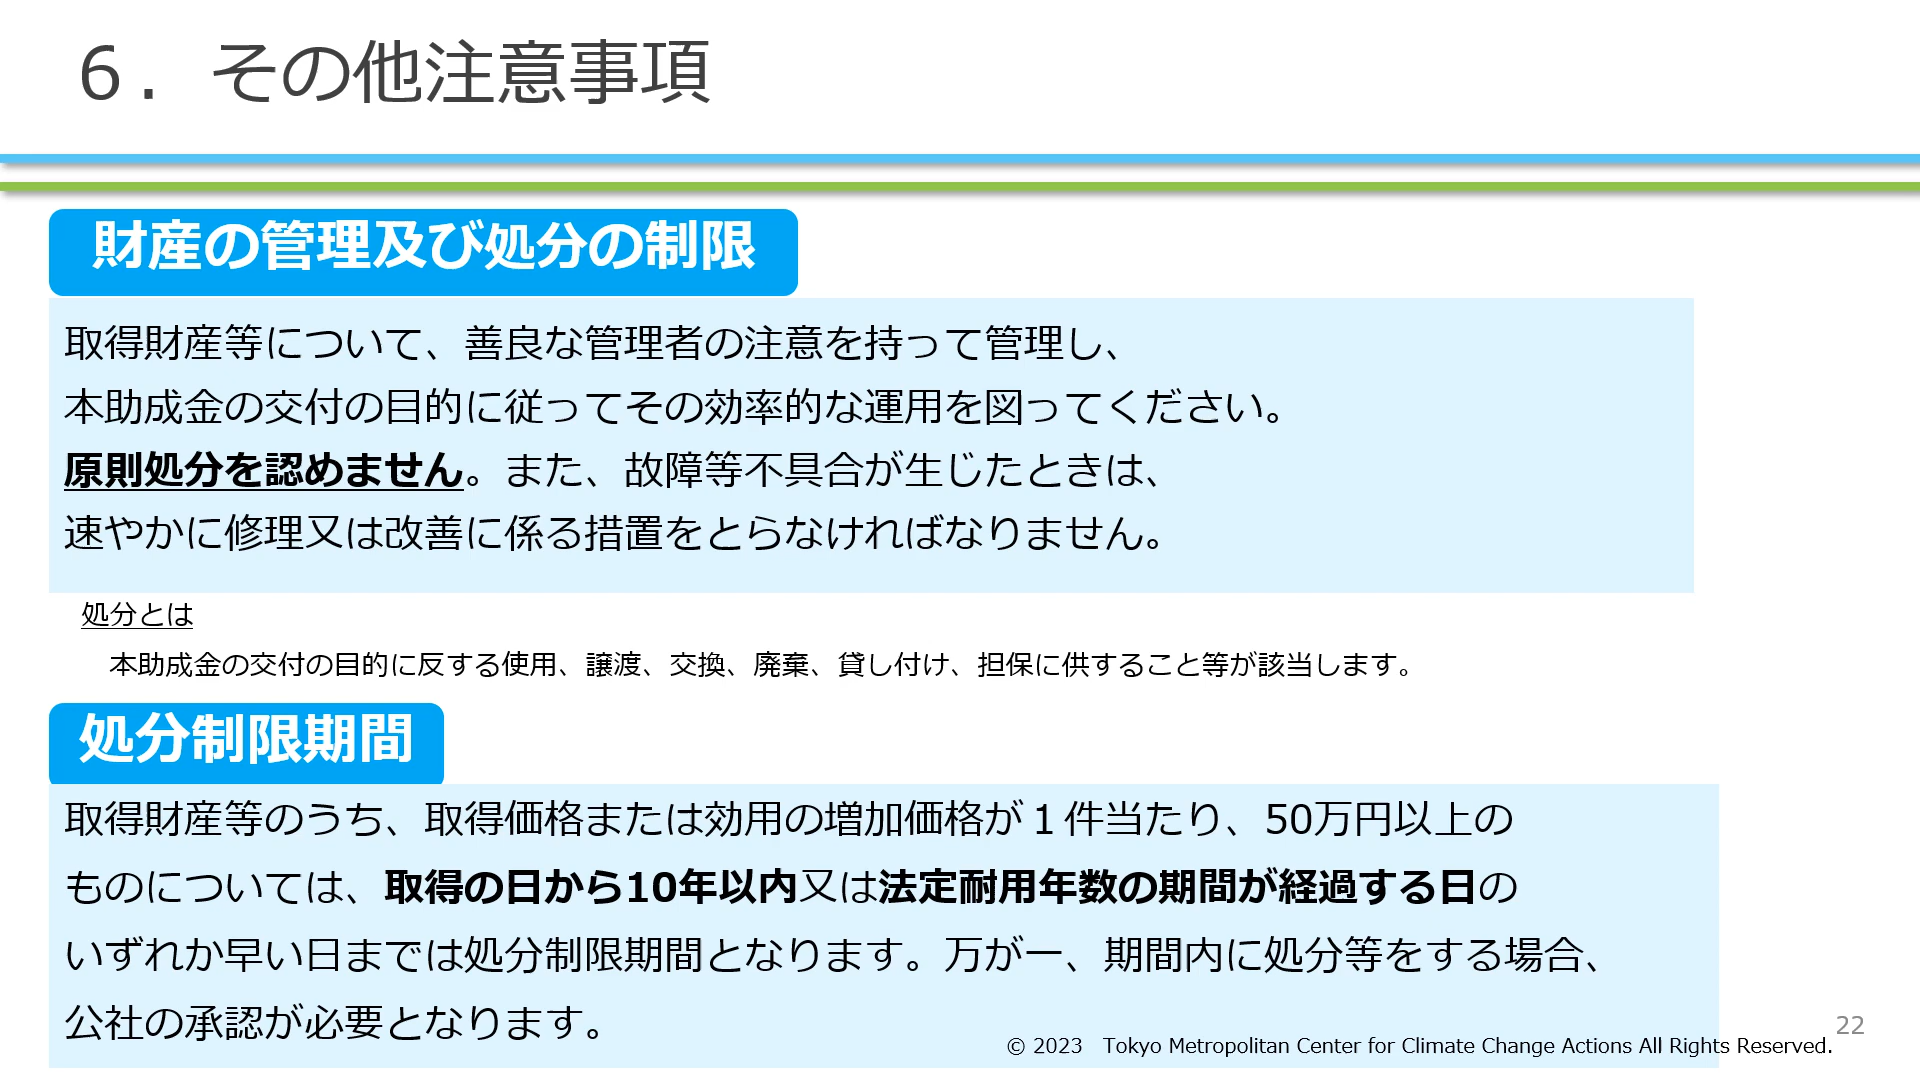 ６．その他注意事項
財産の管理及び処分の制限
取得財産等について、善良な管理者の注意を持って管理し、
本助成金の交付の目的に従ってその効率的な運用を図ってください。
原則処分を認めません。また、故障等不具合が生じたときは、
速やかに修理又は改善に係る措置をとらなければなりません。
処分とは
本助成金の交付の目的に反する使用、譲渡、交換、廃棄、貸し付け、担保に供すること等が該当します。
処分制限期間
取得財産等のうち、取得価格または効用の増加価格が１件当たり、50万円以上の
ものについては、取得の日から10年以内又は法定耐用年数の期間が経過する日の
いずれか早い日までは処分制限期間となります。万が一、期間内に処分等をする場合、
公社の承認が必要となります。
22
© 2023　Tokyo Metropolitan Center for Climate Change Actions All Rights Reserved.